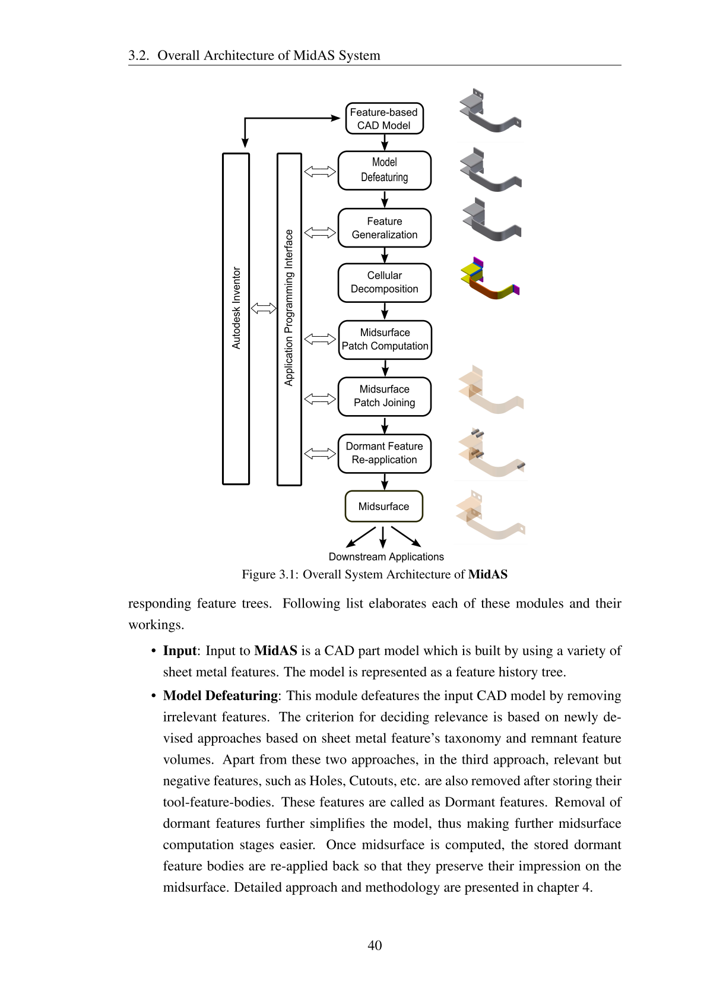 3.2. Overall Architecture of MidAS System
Feature-based
CAD Model
Model
Defeaturing
Feature
Generalization
Cellular
Decomposition
Midsurface
Patch Computation
Midsurface
Patch Joining
Dormant Feature
Re-application
Midsurface
Downstream Applications
Autodesk Inventor
Application Programming Interface
Figure 3.1: Overall System Architecture of MidAS
responding feature trees. Following list elaborates each of these modules and their
workings.
• Input: Input to MidAS is a CAD part model which is built by using a variety of
sheet metal features. The model is represented as a feature history tree.
• Model Defeaturing: This module defeatures the input CAD model by removing
irrelevant features. The criterion for deciding relevance is based on newly de-
vised approaches based on sheet metal feature's taxonomy and remnant feature
volumes. Apart from these two approaches, in the third approach, relevant but
negative features, such as Holes, Cutouts, etc. are also removed after storing their
tool-feature-bodies. These features are called as Dormant features. Removal of
dormant features further simplifies the model, thus making further midsurface
computation stages easier. Once midsurface is computed, the stored dormant
feature bodies are re-applied back so that they preserve their impression on the
midsurface. Detailed approach and methodology are presented in chapter 4.
40